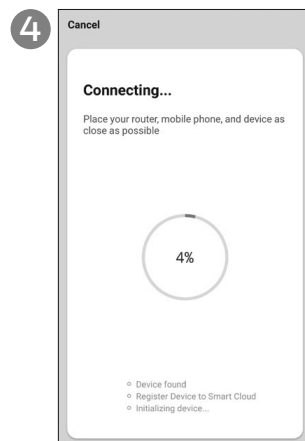 4
Cancel
Connecting...
Place your router, mobile phone, and device as
close as possible
4%
Device found
Register Device to Smart Cloud
Initializing device...